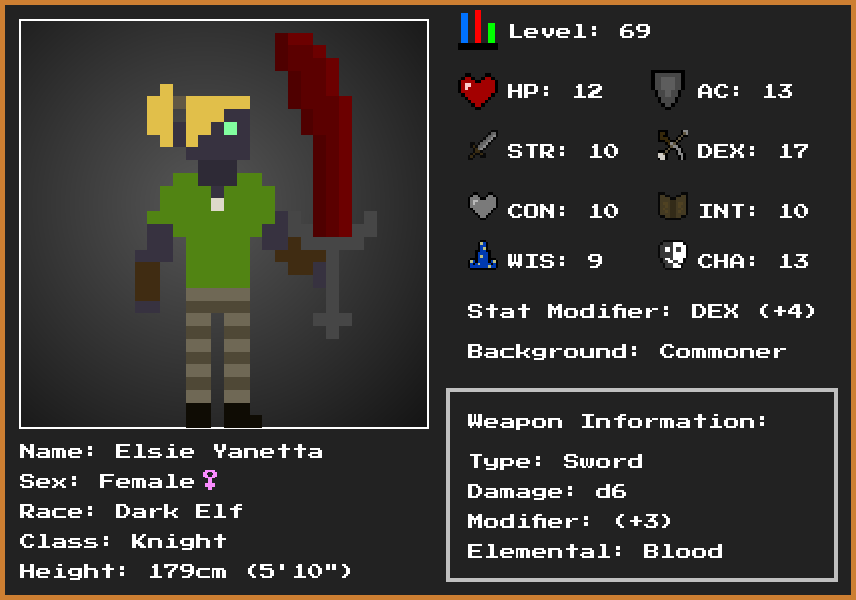 Level: 69
HP: 12 AC: 13
STR: 10 DEX: 17
CON: 10 INT: 10
WIS: 9 CHA: 13
Stat Modifier: DEX (+4)
Background: Commoner
Weapon Information:
Type: Sword
Damage: d6
Modifier: (+3)
Elemental: Blood
Name: Elsie Yanetta
Sex: Female♀
Race: Dark Elf
Class: Knight
Height: 179cm (5'10")